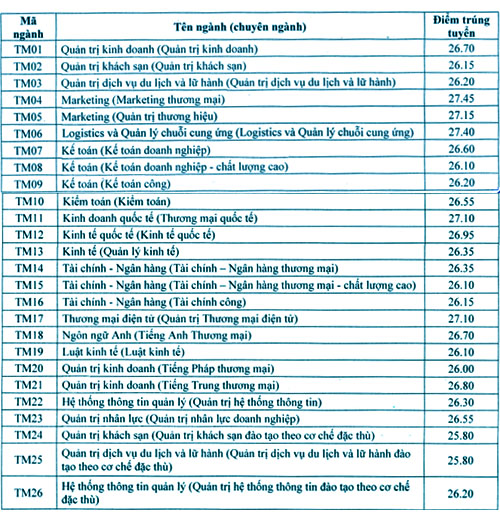 Mã ngành Tên ngành (chuyên ngành) Điểm trúng tuyển
TM01 Quản trị kinh doanh (Quản trị kinh doanh) 26.70
TM02 Quản trị khách sạn (Quản trị khách sạn) 26.15
TM03 Quản trị dịch vụ du lịch và lữ hành (Quản trị dịch vụ du lịch và lữ hành) 26.20
TM04 Marketing (Marketing thương mại) 27.45
TM05 Marketing (Quản trị thương hiệu) 27.15
TM06 Logistics và Quản lý chuỗi cung ứng (Logistics và Quản lý chuỗi cung ứng) 27.40
TM07 Kế toán (Kế toán doanh nghiệp) 26.60
TM08 Kế toán (Kế toán doanh nghiệp - chất lượng cao) 26.10
TM09 Kế toán (Kế toán công) 26.20
TM10 Kiểm toán (Kiểm toán) 26.55
TM11 Kinh doanh quốc tế (Thương mại quốc tế) 27.10
TM12 Kinh tế quốc tế (Kinh tế quốc tế) 26.95
TM13 Kinh tế (Quản lý kinh tế) 26.35
TM14 Tài chính - Ngân hàng (Tài chính – Ngân hàng thương mại) 26.35
TM15 Tài chính - Ngân hàng (Tài chính – Ngân hàng thương mại - chất lượng cao) 26.10
TM16 Tài chính - Ngân hàng (Tài chính công) 26.15
TM17 Thương mại điện tử (Quản trị Thương mại điện tử) 27.10
TM18 Ngôn ngữ Anh (Tiếng Anh Thương mại) 26.70
TM19 Luật kinh tế (Luật kinh tế) 26.10
TM20 Quản trị kinh doanh (Tiếng Pháp thương mại) 26.00
TM21 Quản trị kinh doanh (Tiếng Trung thương mại) 26.80
TM22 Hệ thống thông tin quản lý (Quản trị hệ thống thông tin) 26.30
TM23 Quản trị nhân lực (Quản trị nhân lực doanh nghiệp) 26.55
TM24 Quản trị khách sạn (Quản trị khách sạn đào tạo theo cơ chế đặc thù) 25.80
TM25 Quản trị dịch vụ du lịch và lữ hành (Quản trị dịch vụ du lịch và lữ hành đào
tạo theo cơ chế đặc thù) 25.80
TM26 Hệ thống thông tin quản lý (Quản trị hệ thống thông tin đào tạo theo cơ chế
đặc thù) 26.20